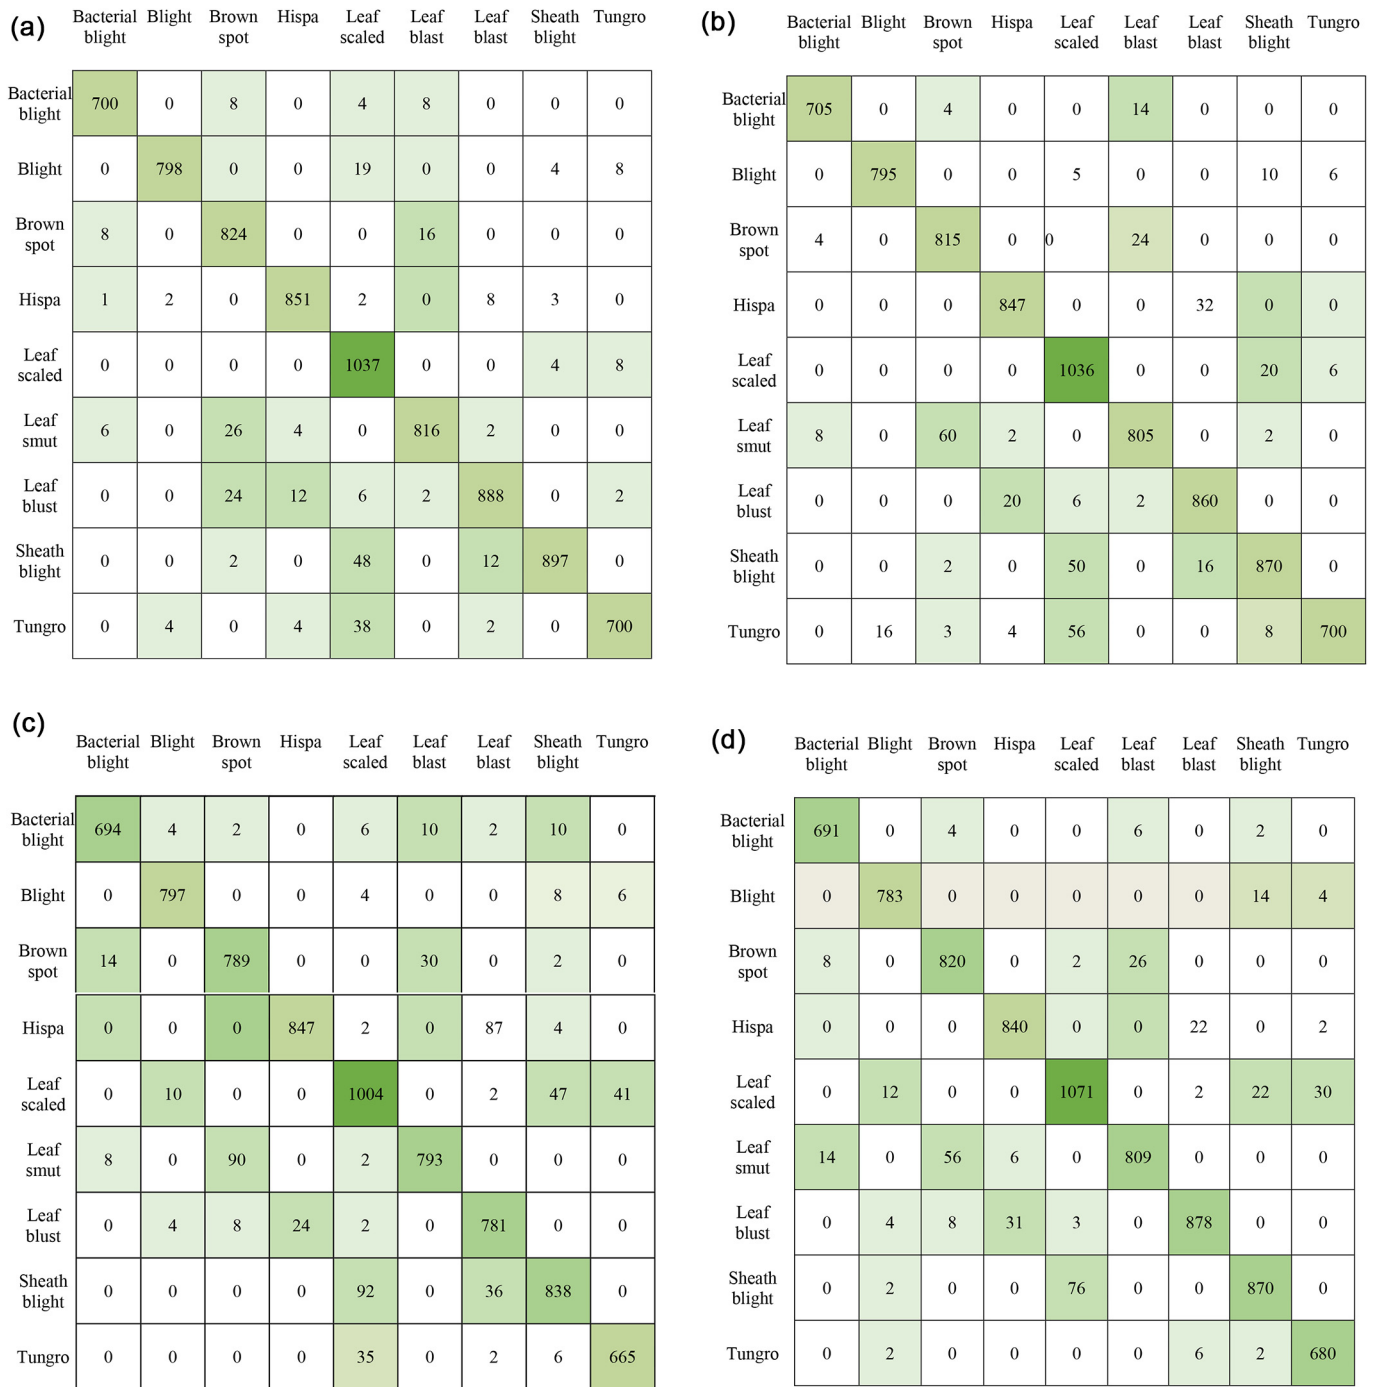 (a)
Bacterial Blight Brown Hispa Leaf Leaf Leaf Sheath Tungro
blight spot scaled blast blast blight
Bacterial
blight 700 0 8 0 4 8 0 0 0
Blight 0 798 0 0 19 0 0 4 8
Brown
spot 8 0 824 0 0 16 0 0 0
Hispa 1 2 0 851 2 0 8 3 0
Leaf
scaled 0 0 0 0 1037 0 0 4 8
Leaf
smut 6 0 26 4 0 816 2 0 0
Leaf
blust 0 0 24 12 6 2 888 0 2
Sheath
blight 0 0 2 0 48 0 12 897 0
Tungro 0 4 0 4 38 0 2 0 700
(b)
Bacterial Blight Brown Hispa Leaf Leaf Leaf Sheath Tungro
blight spot scaled blast blast blight
Bacterial
blight 705 0 4 0 0 14 0 0 0
Blight 0 795 0 0 5 0 0 10 6
Brown
spot 4 0 815 0 0 24 0 0 0
Hispa 0 0 0 847 0 0 32 0 0
Leaf
scaled 0 0 0 0 1036 0 0 20 6
Leaf
smut 8 0 60 2 0 805 0 2 0
Leaf
blust 0 0 0 20 6 2 860 0 0
Sheath
blight 0 0 2 0 50 0 16 870 0
Tungro 0 16 3 4 56 0 0 8 700
(c)
Bacterial Blight Brown Hispa Leaf Leaf Leaf Sheath Tungro
blight spot scaled blast blast blight
Bacterial
blight 694 4 2 0 6 10 2 10 0
Blight 0 797 0 0 4 0 0 8 6
Brown
spot 14 0 789 0 0 30 0 2 0
Hispa 0 0 0 847 2 0 87 4 0
Leaf
scaled 0 10 0 0 1004 0 2 47 41
Leaf
smut 8 0 90 0 2 793 0 0 0
Leaf
blust 0 4 8 24 2 0 781 0 0
Sheath
blight 0 0 0 0 92 0 36 838 0
Tungro 0 0 0 0 35 0 2 6 665
(d)
Bacterial Blight Brown Hispa Leaf Leaf Leaf Sheath Tungro
blight spot scaled blast blast blight
Bacterial
blight 691 0 4 0 0 6 0 2 0
Blight 0 783 0 0 0 0 0 14 4
Brown
spot 8 0 820 0 2 26 0 0 0
Hispa 0 0 0 840 0 0 22 0 2
Leaf
scaled 0 12 0 0 1071 0 2 22 30
Leaf
smut 14 0 56 6 0 809 0 0 0
Leaf
blust 0 4 8 31 3 0 878 0 0
Sheath
blight 0 2 0 0 76 0 0 870 0
Tungro 0 2 0 0 0 0 6 2 680